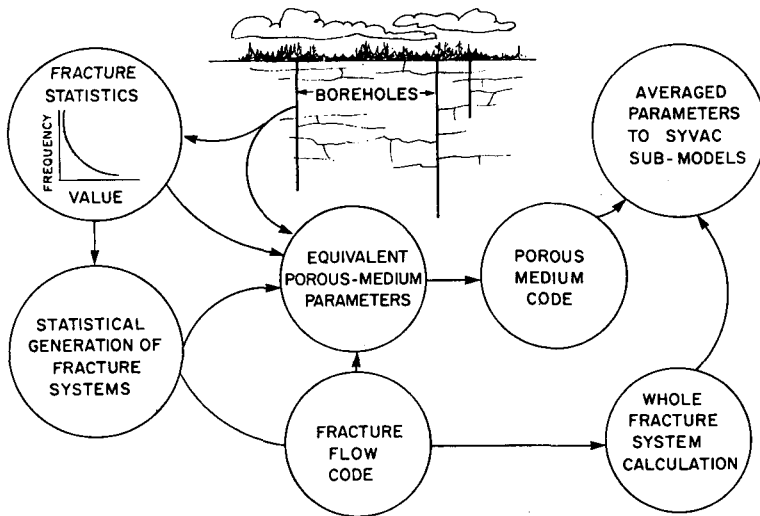 FRACTURE
STATISTICS
FREQUENCY
VALUE
BOREHOLES
AVERAGED
PARAMETERS
TO SYVAC
SUB-MODELS
EQUIVALENT
POROUS-MEDIUM
PARAMETERS
POROUS
MEDIUM
CODE
STATISTICAL
GENERATION OF
FRACTURE
SYSTEMS
FRACTURE
FLOW
CODE
WHOLE
FRACTURE
SYSTEM
CALCULATION